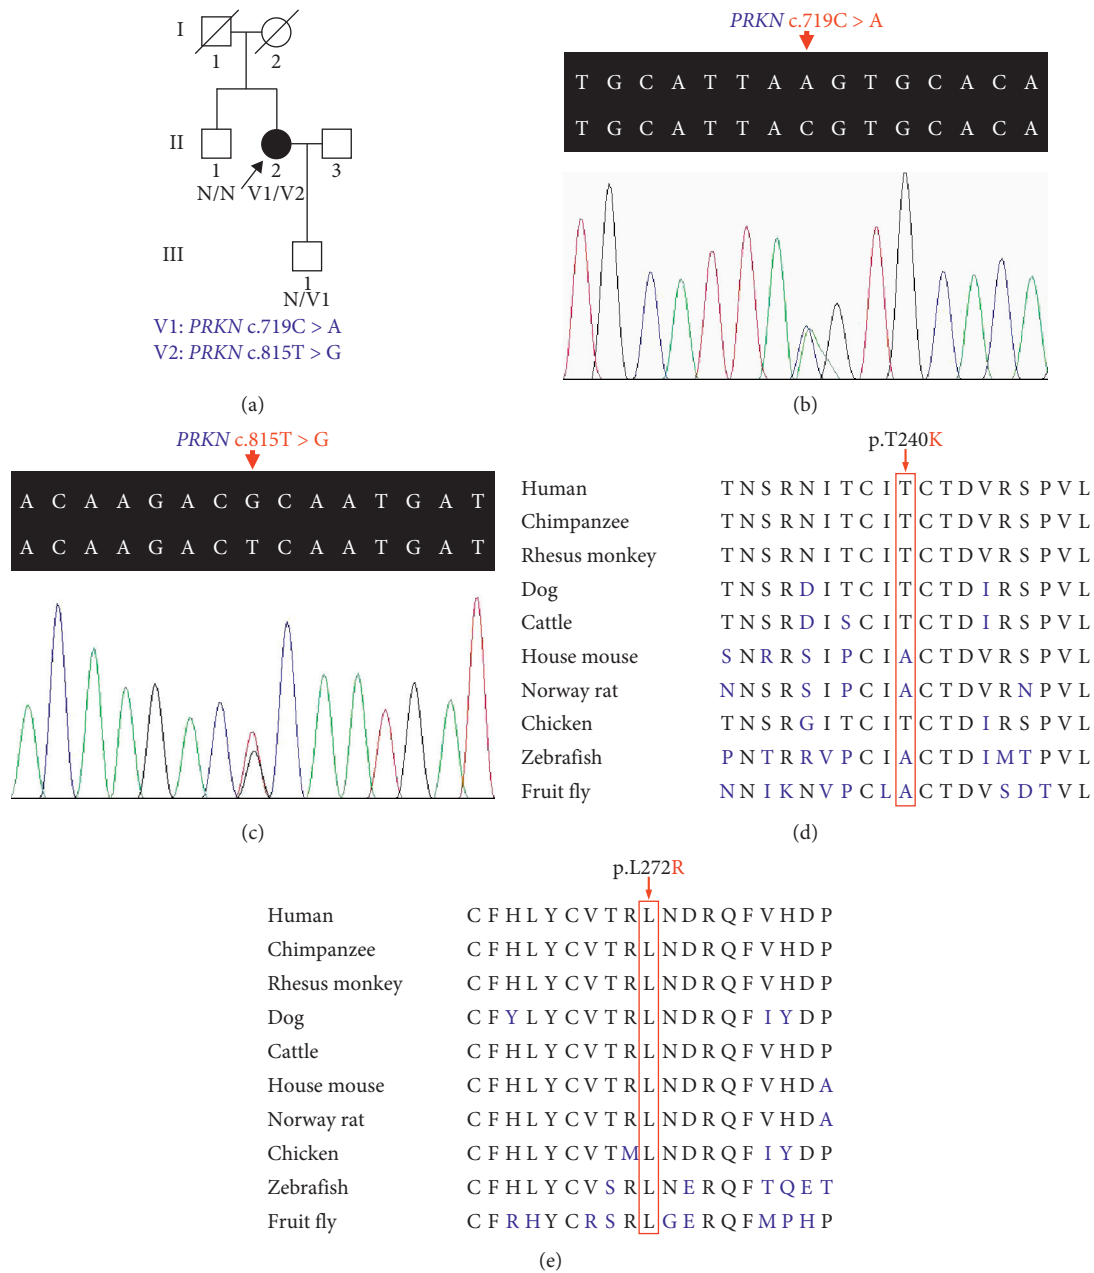 I
1 2
II
1 2 3
N/N V1/V2
III
1
N/V1
V1: PRKN c.719C > A
V2: PRKN c.815T > G
(a)
PRKN c.719C > A
T G C A T T A A G T G C A C A
T G C A T T A C G T G C A C A
(b)
PRKN c.815T > G
A C A A G A C G C A A T G A T
A C A A G A C T C A A T G A T
(c)
p.T240K
Human T N S R N I T C I T C T D V R S P V L
Chimpanzee T N S R N I T C I T C T D V R S P V L
Rhesus monkey T N S R N I T C I T C T D V R S P V L
Dog T N S R D I T C I T C T D I R S P V L
Cattle T N S R D I S C I T C T D I R S P V L
House mouse S N R R S I P C I A C T D V R S P V L
Norway rat N N S R S I P C I A C T D V R N P V L
Chicken T N S R G I T C I T C T D I R S P V L
Zebrafish P N T R R V P C I A C T D I M T P V L
Fruit fly N N I K N V P C L A C T D V S D T V L
(d)
p.L272R
Human C F H L Y C V T R L N D R Q F V H D P
Chimpanzee C F H L Y C V T R L N D R Q F V H D P
Rhesus monkey C F H L Y C V T R L N D R Q F V H D P
Dog C F Y L Y C V T R L N D R Q F I Y D P
Cattle C F H L Y C V T R L N D R Q F V H D P
House mouse C F H L Y C V T R L N D R Q F V H D A
Norway rat C F H L Y C V T R L N D R Q F V H D A
Chicken C F H L Y C V T M L N D R Q F I Y D P
Zebrafish C F H L Y C V S R L N E R Q F T Q E T
Fruit fly C F R H Y C R S R L G E R Q F M P H P
(e)